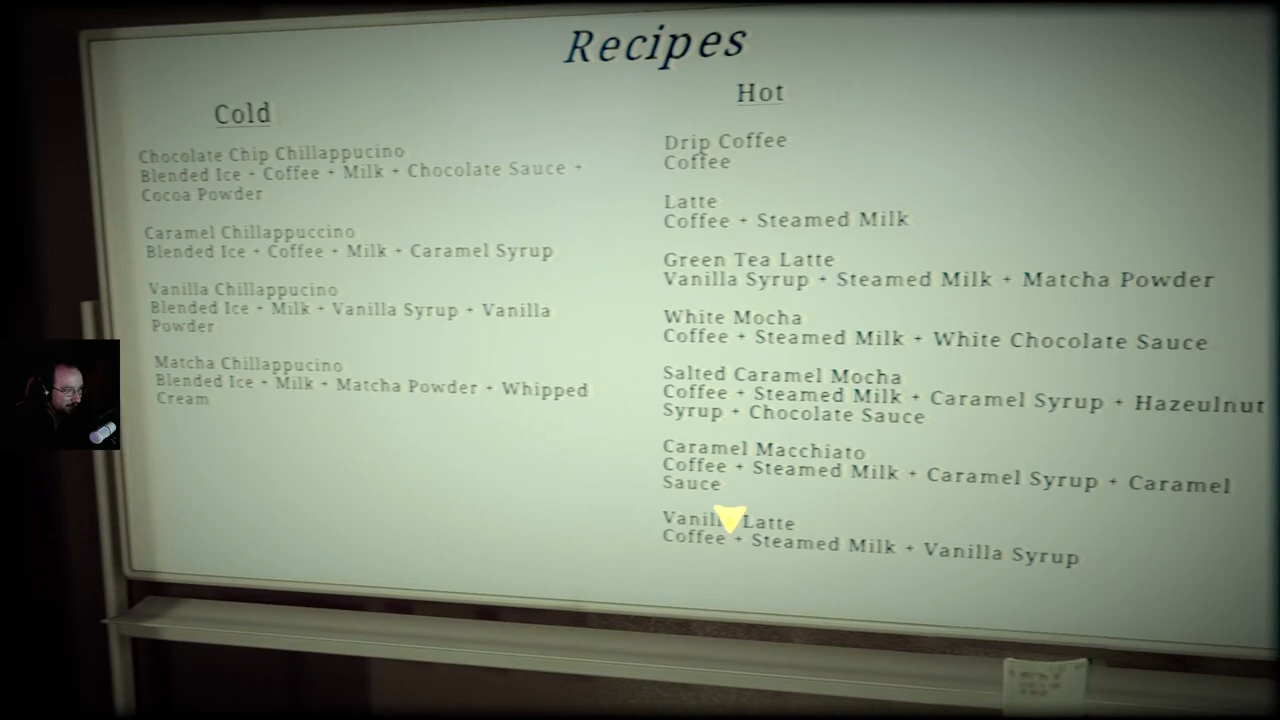 Recipes
Cold
Chocolate Chip Chillappucino
Blended Ice + Coffee + Milk + Chocolate Sauce +
Cocoa Powder
Caramel Chillappuccino
Blended Ice + Coffee + Milk + Caramel Syrup
Vanilla Chillappucino
Blended Ice + Milk + Vanilla Syrup + Vanilla
Powder
Matcha Chillappucino
Blended Ice + Milk + Matcha Powder + Whipped
Cream
Hot
Drip Coffee
Coffee
Latte
Coffee + Steamed Milk
Green Tea Latte
Vanilla Syrup + Steamed Milk + Matcha Powder
White Mocha
Coffee + Steamed Milk + White Chocolate Sauce
Salted Caramel Mocha
Coffee + Steamed Milk + Caramel Syrup + Hazeulnut
Syrup + Chocolate Sauce
Caramel Macchiato
Coffee + Steamed Milk + Caramel Syrup + Caramel
Sauce
Vanilla Latte
Coffee + Steamed Milk + Vanilla Syrup